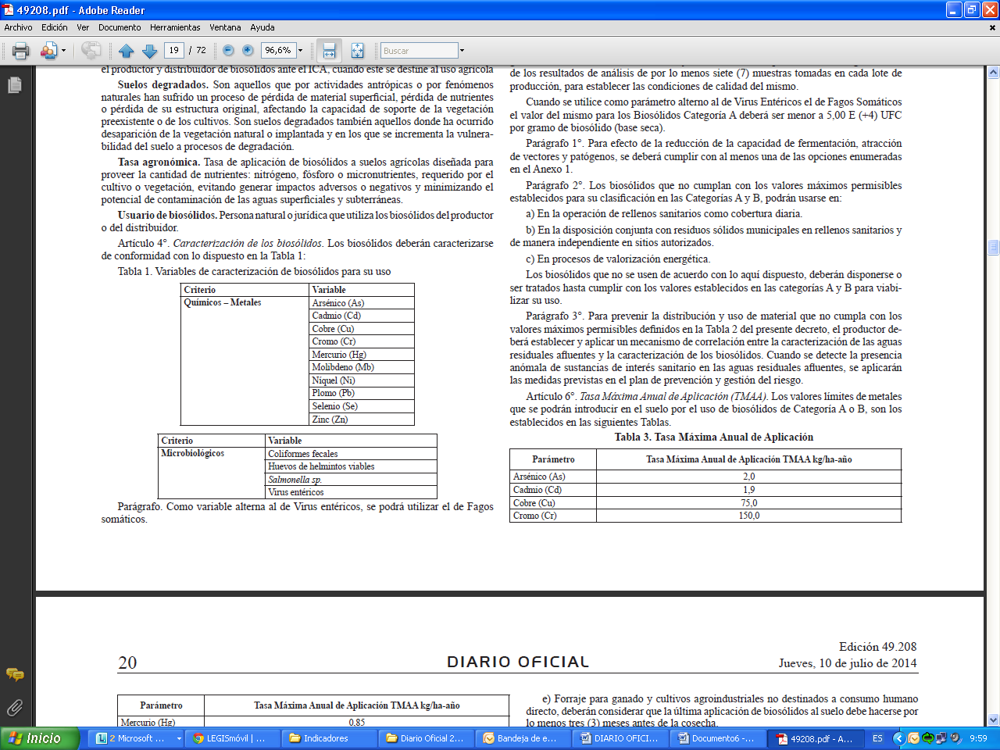 49208.pdf - Adobe Reader
Archivo Edición Ver Documento Herramientas Ventana Ayuda
19 / 72 96,6% Buscar
el productor y distribuidor de biosólidos ante el ICA, cuando este se destine al uso agrícola
Suelos degradados. Son aquellos que por actividades antrópicas o por fenómenos
naturales han sufrido un proceso de pérdida de material superficial, pérdida de nutrientes
o pérdida de su estructura original, afectando la capacidad de soporte de la vegetación
preexistente o de los cultivos. Son suelos degradados también aquellos donde ha ocurrido
desaparición de la vegetación natural o implantada y en los que se incrementa la vulnera-
bilidad del suelo a procesos de degradación.
Tasa agronómica. Tasa de aplicación de biosólidos a suelos agrícolas diseñada para
proveer la cantidad de nutrientes: nitrógeno, fósforo o micronutrientes, requerido por el
cultivo o vegetación, evitando generar impactos adversos o negativos y minimizando el
potencial de contaminación de las aguas superficiales y subterráneas.
Usuario de biosólidos. Persona natural o jurídica que utiliza los biosólidos del productor
o del distribuidor.
Artículo 4°. Caracterización de los biosólidos. Los biosólidos deberán caracterizarse
de conformidad con lo dispuesto en la Tabla 1:
Tabla 1. Variables de caracterización de biosólidos para su uso
Criterio Variable
Químicos – Metales Arsénico (As)
Cadmio (Cd)
Cobre (Cu)
Cromo (Cr)
Mercurio (Hg)
Molibdeno (Mb)
Níquel (Ni)
Plomo (Pb)
Selenio (Se)
Zinc (Zn)
Criterio Variable
Microbiológicos Coliformes fecales
Huevos de helmintos viables
Salmonella sp.
Virus entéricos
Parágrafo. Como variable alterna al de Virus entéricos, se podrá utilizar el de Fagos
somáticos.
de los resultados de análisis de por lo menos siete (7) muestras tomadas en cada lote de
producción, para establecer las condiciones de calidad del mismo.
Cuando se utilice como parámetro alterno al de Virus Entéricos el de Fagos Somáticos
el valor del mismo para los Biosólidos Categoría A deberá ser menor a 5,00 E (+4) UFC
por gramo de biosólido (base seca).
Parágrafo 1°. Para efecto de la reducción de la capacidad de fermentación, atracción
de vectores y patógenos, se deberá cumplir con al menos una de las opciones enumeradas
en el Anexo 1.
Parágrafo 2°. Los biosólidos que no cumplan con los valores máximos permisibles
establecidos para su clasificación en las Categorías A y B, podrán usarse en:
a) En la operación de rellenos sanitarios como cobertura diaria.
b) En la disposición conjunta con residuos sólidos municipales en rellenos sanitarios y
de manera independiente en sitios autorizados.
c) En procesos de valorización energética.
Los biosólidos que no se usen de acuerdo con lo aquí dispuesto, deberán disponerse o
ser tratados hasta cumplir con los valores establecidos en las categorías A y B para viabi-
lizar su uso.
Parágrafo 3°. Para prevenir la distribución y uso de material que no cumpla con los
valores máximos permisibles definidos en la Tabla 2 del presente decreto, el productor de-
berá establecer y aplicar un mecanismo de correlación entre la caracterización de las aguas
residuales afluentes y la caracterización de los biosólidos. Cuando se detecte la presencia
anómala de sustancias de interés sanitario en las aguas residuales afluentes, se aplicarán
las medidas previstas en el plan de prevención y gestión del riesgo.
Artículo 6°. Tasa Máxima Anual de Aplicación (TMAA). Los valores límites de metales
que se podrán introducir en el suelo por el uso de biosólidos de Categoría A o B, son los
establecidos en las siguientes Tablas.
Tabla 3. Tasa Máxima Anual de Aplicación
Parámetro Tasa Máxima Anual de Aplicación TMAA kg/ha-año
Arsénico (As) 2,0
Cadmio (Cd) 1,9
Cobre (Cu) 75,0
Cromo (Cr) 150,0
Edición 49.208
20 DIARIO OFICIAL Jueves, 10 de julio de 2014
Parámetro Tasa Máxima Anual de Aplicación TMAA kg/ha-año
Mercurio (Hg) 0,85
e) Forraje para ganado y cultivos agroindustriales no destinados a consumo humano
directo, deberán considerar que la última aplicación de biosólidos al suelo debe hacerse por
lo menos tres (3) meses antes de la cosecha.
Inicio 2 Microsoft ... LEGISmóvil | ... Indicadores Diario Oficial 2... Bandeja de e... DIARIO OFICI... Documento6 -... 49208.pdf - A... ES 9:59